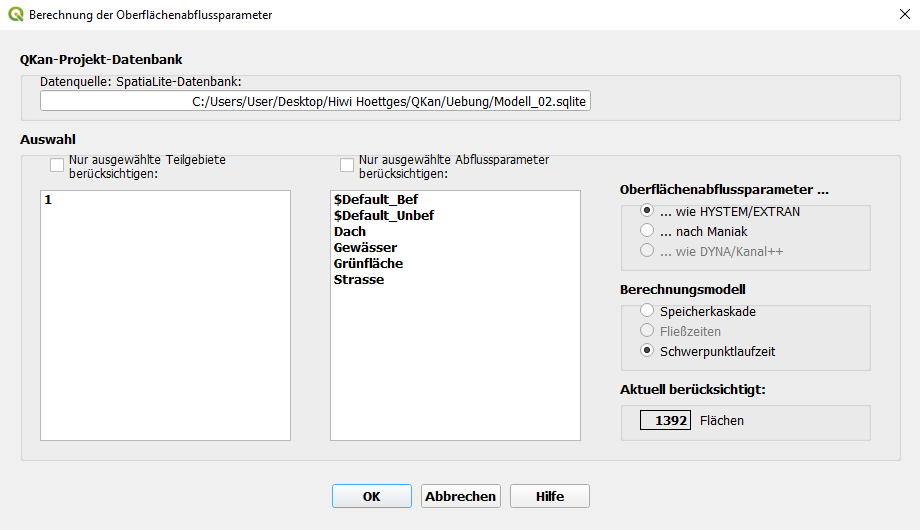 Berechnung der Oberflächenabflussparameter
QKan-Projekt-Datenbank
Datenquelle: SpatiaLite-Datenbank:
C:/Users/User/Desktop/Hiwi Hoettges/QKan/Uebung/Modell_02.sqlite
Auswahl
Nur ausgewählte Teilgebiete
berücksichtigen:
1
Nur ausgewählte Abflussparameter
berücksichtigen:
$Default_Bef
$Default_Unbef
Dach
Gewässer
Grünfläche
Strasse
Oberflächenabflussparameter ...
... wie HYSTEM/EXTRAN
... nach Maniak
... wie DYNA/Kanal++
Berechnungsmodell
Speicherkaskade
Fließzeiten
Schwerpunktlaufzeit
Aktuell berücksichtigt:
1392 Flächen
OK Abbrechen Hilfe